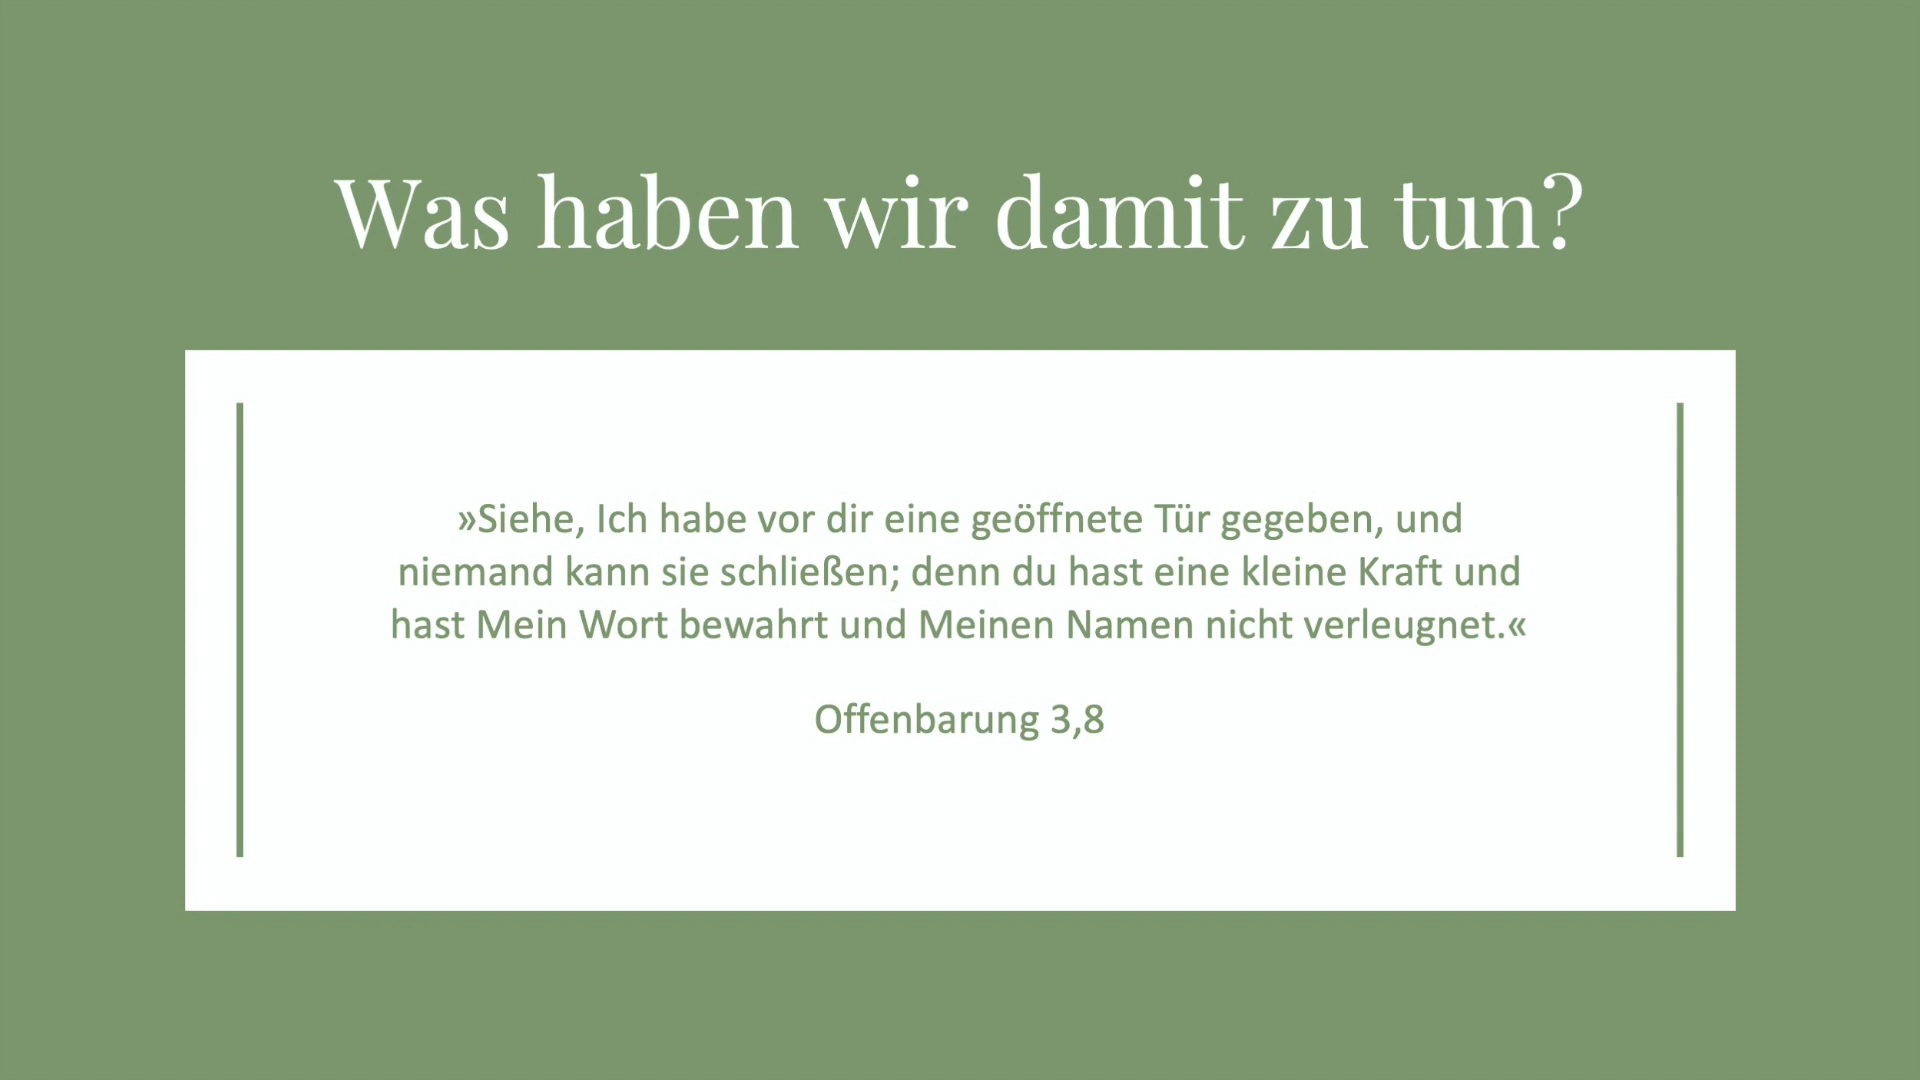 Was haben wir damit zu tun?
»Siehe, Ich habe vor dir eine geöffnete Tür gegeben, und
niemand kann sie schließen; denn du hast eine kleine Kraft und
hast Mein Wort bewahrt und Meinen Namen nicht verleugnet.«
Offenbarung 3,8